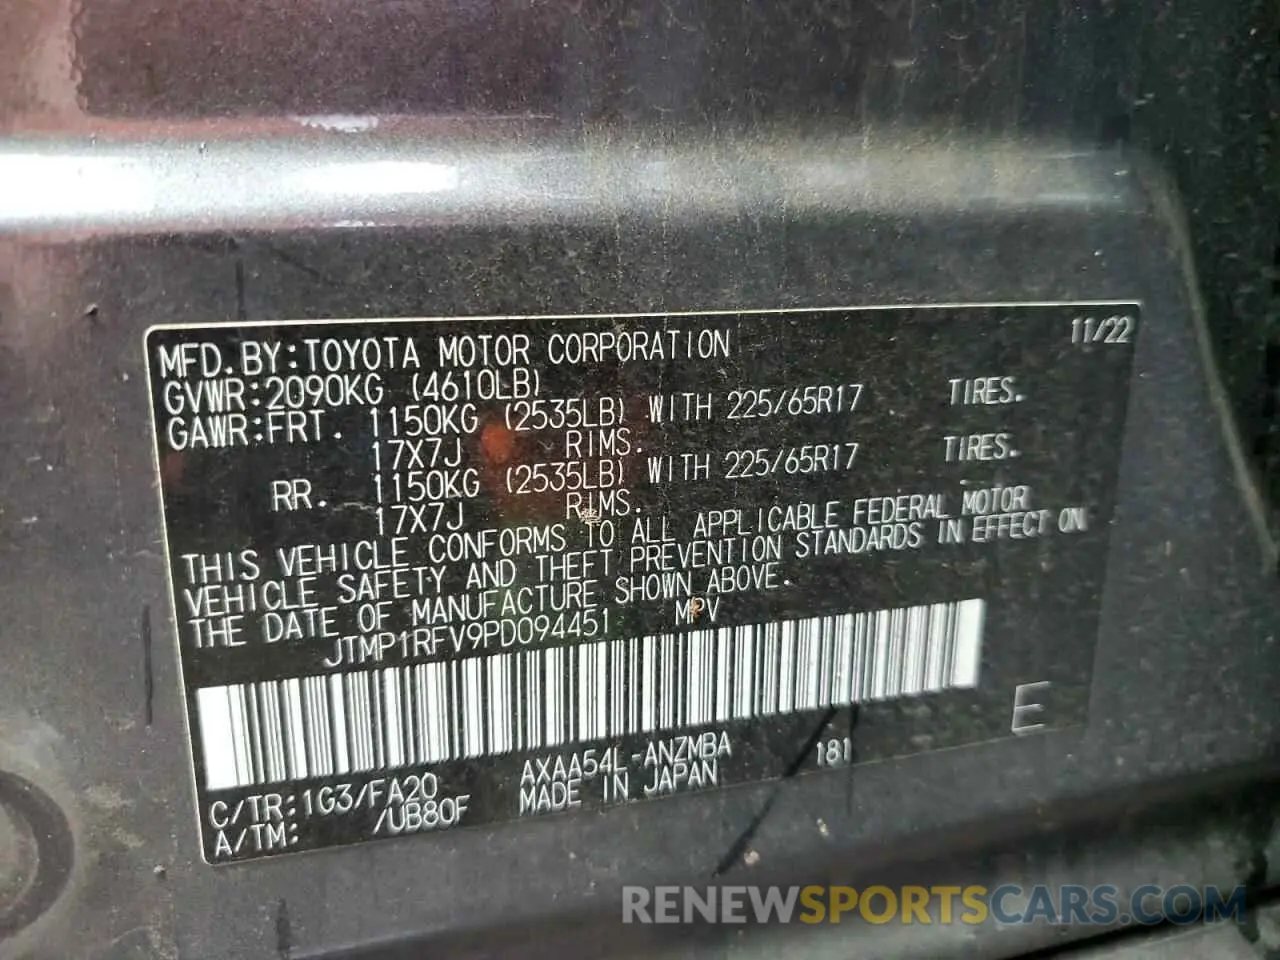 MFD. BY: TOYOTA MOTOR CORPORATION 11/22
GVWR: 2090KG (4610LB)
GAWR: FRT. 1150KG (2535LB) WITH 225/65R17 TIRES.
17X7J RIMS.
RR. 1150KG (2535LB) WITH 225/65R17 TIRES.
17X7J RIMS.
THIS VEHICLE CONFORMS TO ALL APPLICABLE FEDERAL MOTOR
VEHICLE SAFETY AND THEFT PREVENTION STANDARDS IN EFFECT ON
THE DATE OF MANUFACTURE SHOWN ABOVE.
JTMP1RFV9PD094451 MPV
E
C/TR: 1G3/FA20 AXAA54L-ANZMBA 181
A/TM: /UB80F MADE IN JAPAN
RENEWSPORTSCARS.COM